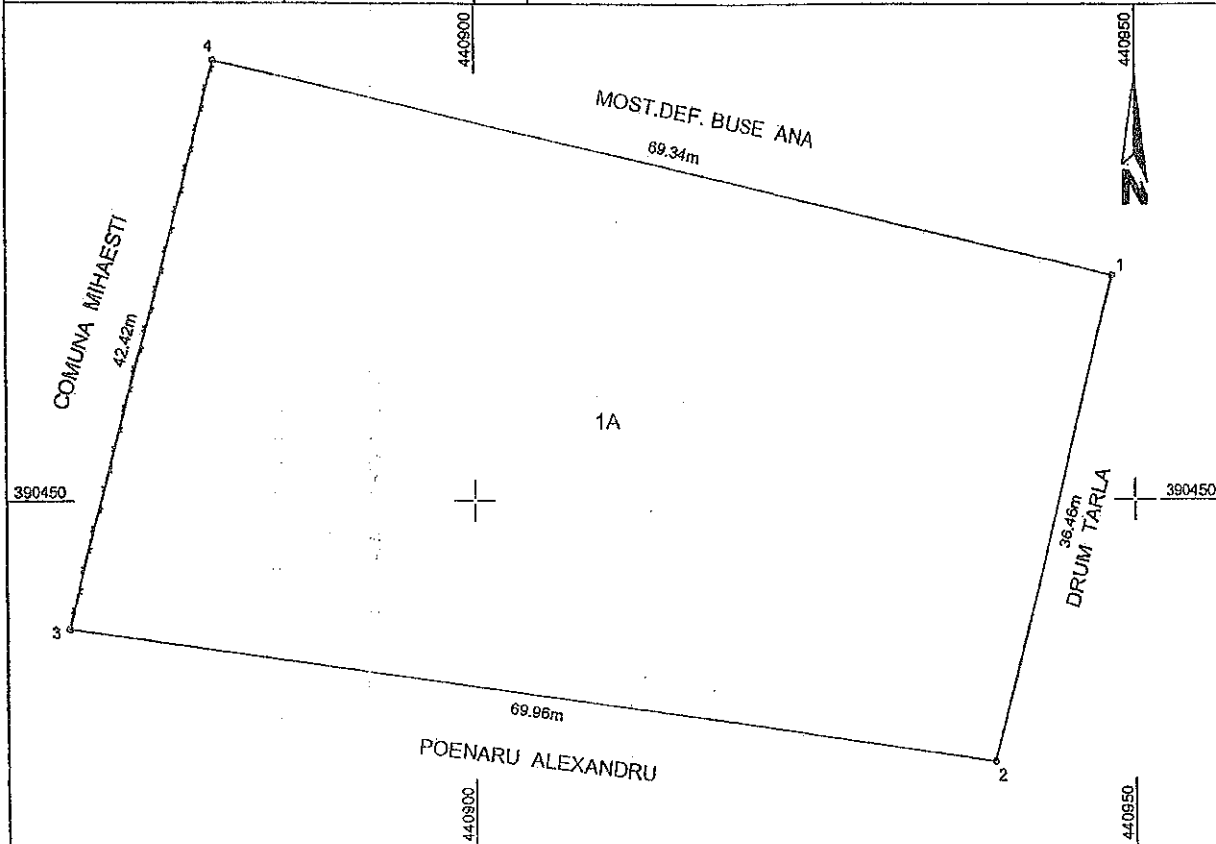 440900
440950
4
MOST.DEF. BUSE ANA
69.34m
N
1
COMUNA MIHAESTI
42.42m
1A
390450
390450
36.46m
DRUM TARLA
3
69.96m
POENARU ALEXANDRU
2
440900
440950